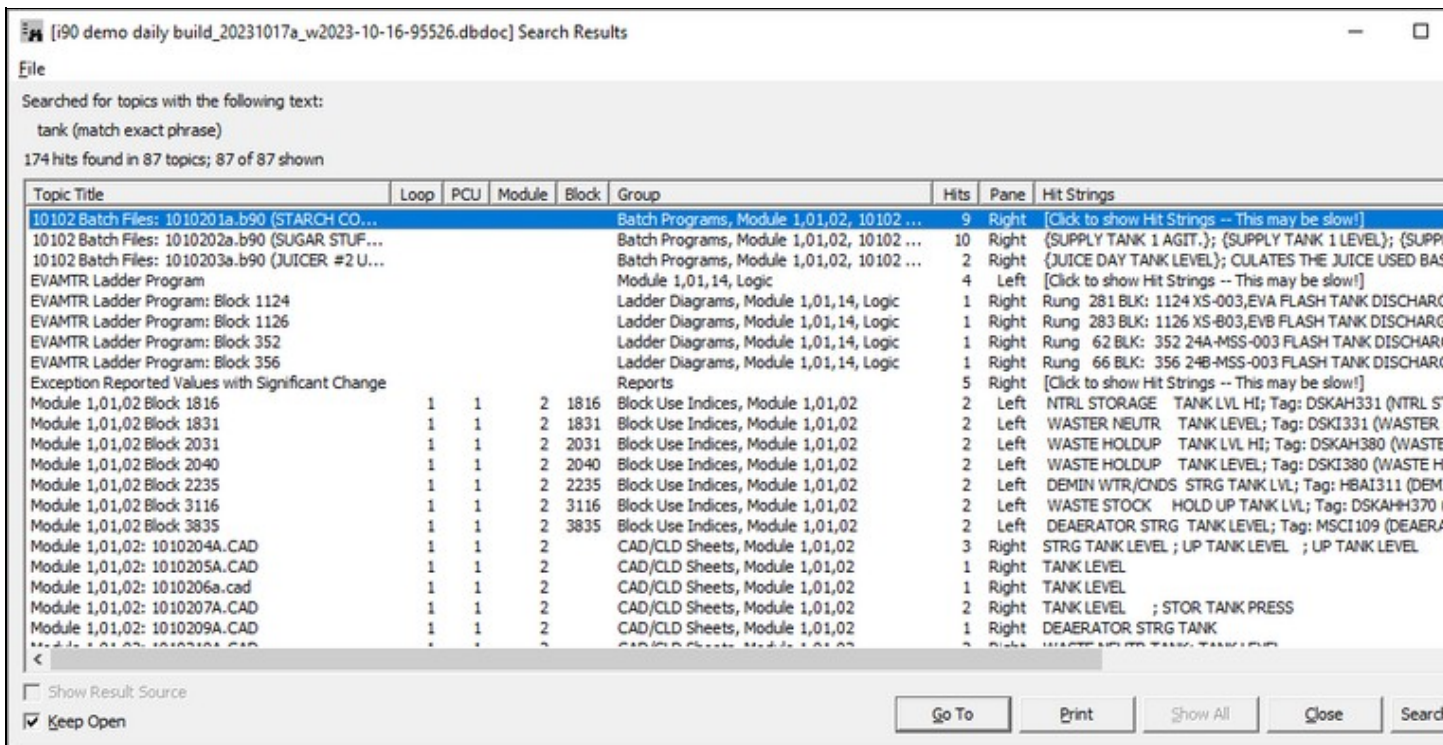 [i90 demo daily build_20231017a_w2023-10-16-95526.dbdoc] Search Results
File
Searched for topics with the following text:
tank (match exact phrase)
174 hits found in 87 topics; 87 of 87 shown
Topic Title Loop PCU Module Block Group Hits Pane Hit Strings
10102 Batch Files: 1010201a.b90 (STARCH CO... Batch Programs, Module 1,01,02, 10102 ... 9 Right [Click to show Hit Strings -- This may be slow!]
10102 Batch Files: 1010202a.b90 (SUGAR STUF... Batch Programs, Module 1,01,02, 10102 ... 10 Right {SUPPLY TANK 1 AGIT.}; {SUPPLY TANK 1 LEVEL}; {SUPP
10102 Batch Files: 1010203a.b90 (JUICER #2 U... Batch Programs, Module 1,01,02, 10102 ... 2 Right {JUICE DAY TANK LEVEL}; CULATES THE JUICE USED BAS
EVAMTR Ladder Program Module 1,01,14, Logic 4 Left [Click to show Hit Strings -- This may be slow!]
EVAMTR Ladder Program: Block 1124 Ladder Diagrams, Module 1,01,14, Logic 1 Right Rung 281 BLK: 1124 XS-003,EVA FLASH TANK DISCHARG
EVAMTR Ladder Program: Block 1126 Ladder Diagrams, Module 1,01,14, Logic 1 Right Rung 283 BLK: 1126 XS-B03,EVB FLASH TANK DISCHARG
EVAMTR Ladder Program: Block 352 Ladder Diagrams, Module 1,01,14, Logic 1 Right Rung 62 BLK: 352 24A-MSS-003 FLASH TANK DISCHARG
EVAMTR Ladder Program: Block 356 Ladder Diagrams, Module 1,01,14, Logic 1 Right Rung 66 BLK: 356 24B-MSS-003 FLASH TANK DISCHARG
Exception Reported Values with Significant Change Reports 5 Right [Click to show Hit Strings -- This may be slow!]
Module 1,01,02 Block 1816 1 1 2 1816 Block Use Indices, Module 1,01,02 2 Left NTRL STORAGE TANK LVL HI; Tag: DSKAH331 (NTRL ST
Module 1,01,02 Block 1831 1 1 2 1831 Block Use Indices, Module 1,01,02 2 Left WASTER NEUTR TANK LEVEL; Tag: DSKI331 (WASTER
Module 1,01,02 Block 2031 1 1 2 2031 Block Use Indices, Module 1,01,02 2 Left WASTE HOLDUP TANK LVL HI; Tag: DSKAH380 (WASTE
Module 1,01,02 Block 2040 1 1 2 2040 Block Use Indices, Module 1,01,02 2 Left WASTE HOLDUP TANK LEVEL; Tag: DSKI380 (WASTE H
Module 1,01,02 Block 2235 1 1 2 2235 Block Use Indices, Module 1,01,02 2 Left DEMIN WTR/CNDS STRG TANK LVL; Tag: HBAI311 (DEM
Module 1,01,02 Block 3116 1 1 2 3116 Block Use Indices, Module 1,01,02 2 Left WASTE STOCK HOLD UP TANK LVL; Tag: DSKAHH370
Module 1,01,02 Block 3835 1 1 2 3835 Block Use Indices, Module 1,01,02 2 Left DEAERATOR STRG TANK LEVEL; Tag: MSCI109 (DEAERA
Module 1,01,02: 1010204A.CAD 1 1 2 CAD/CLD Sheets, Module 1,01,02 3 Right STRG TANK LEVEL ; UP TANK LEVEL ; UP TANK LEVEL
Module 1,01,02: 1010205A.CAD 1 1 2 CAD/CLD Sheets, Module 1,01,02 1 Right TANK LEVEL
Module 1,01,02: 1010206a.cad 1 1 2 CAD/CLD Sheets, Module 1,01,02 1 Right TANK LEVEL
Module 1,01,02: 1010207A.CAD 1 1 2 CAD/CLD Sheets, Module 1,01,02 2 Right TANK LEVEL ; STOR TANK PRESS
Module 1,01,02: 1010209A.CAD 1 1 2 CAD/CLD Sheets, Module 1,01,02 1 Right DEAERATOR STRG TANK
Show Result Source
Keep Open
Go To Print Show All Close Search